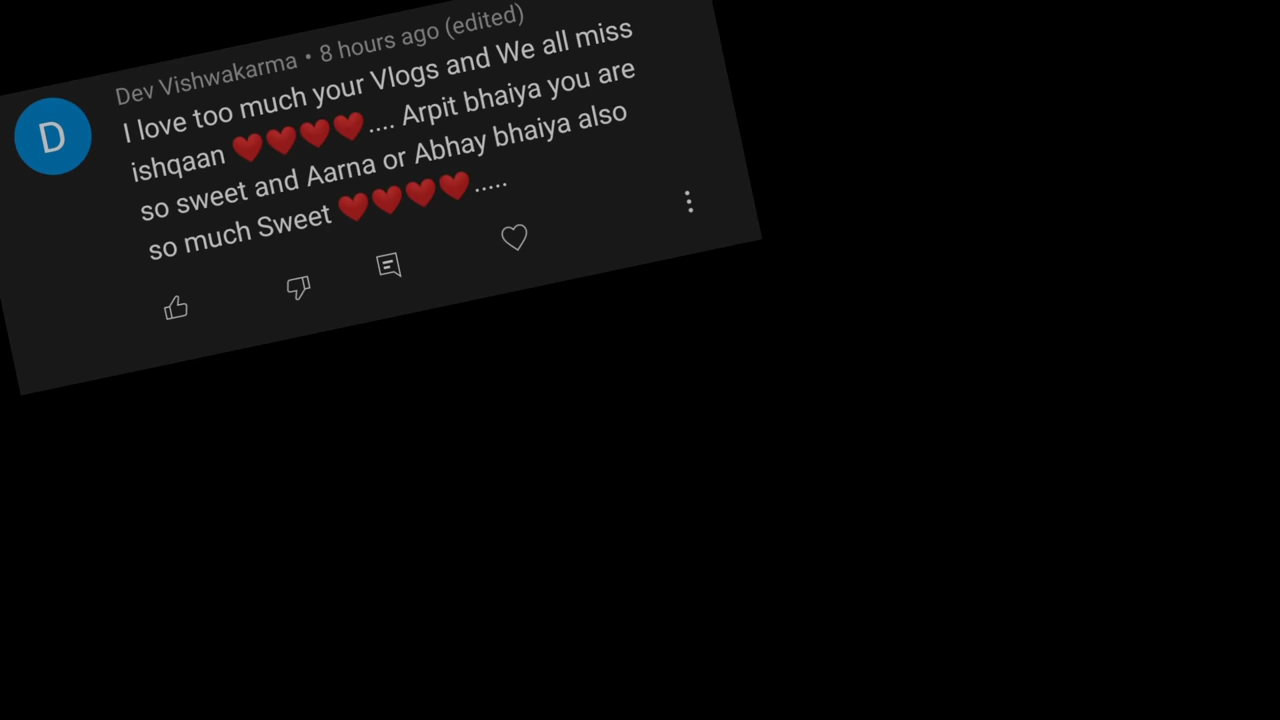 Dev Vishwakarma • 8 hours ago (edited)
D
I love too much your Vlogs and We all miss
ishqaan ❤️❤️❤️❤️.... Arpit bhaiya you are
so sweet and Aarna or Abhay bhaiya also
so much Sweet ❤️❤️❤️❤️.....